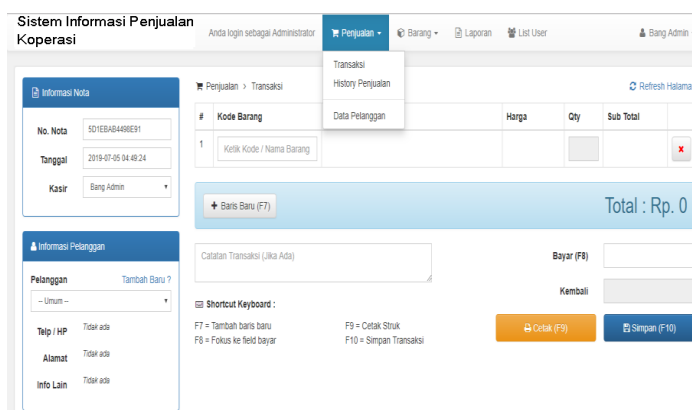 Sistem Informasi Penjualan
Koperasi
Anda login sebagai Administrator
Penjualan
Barang
Laporan
List User
Bang Admin
Transaksi
History Penjualan
Data Pelanggan
Informasi Nota
No. Nota
5D1EBAB4498E91
Tanggal
2019-07-05 04:49:24
Kasir
Bang Admin
Penjualan > Transaksi
Refresh Halama
# Kode Barang Harga Qty Sub Total
1 Ketik Kode / Nama Barang
+ Baris Baru (F7)
Total : Rp. 0
Informasi Pelanggan
Pelanggan
Tambah Baru ?
-- Umum --
Telp / HP
Tidak ada
Alamat
Tidak ada
Info Lain
Tidak ada
Catatan Transaksi (Jika Ada)
Bayar (F8)
Kembali
Shortcut Keyboard :
F7 = Tambah baris baru
F9 = Cetak Struk
F8 = Fokus ke field bayar
F10 = Simpan Transaksi
Cetak (F9)
Simpan (F10)